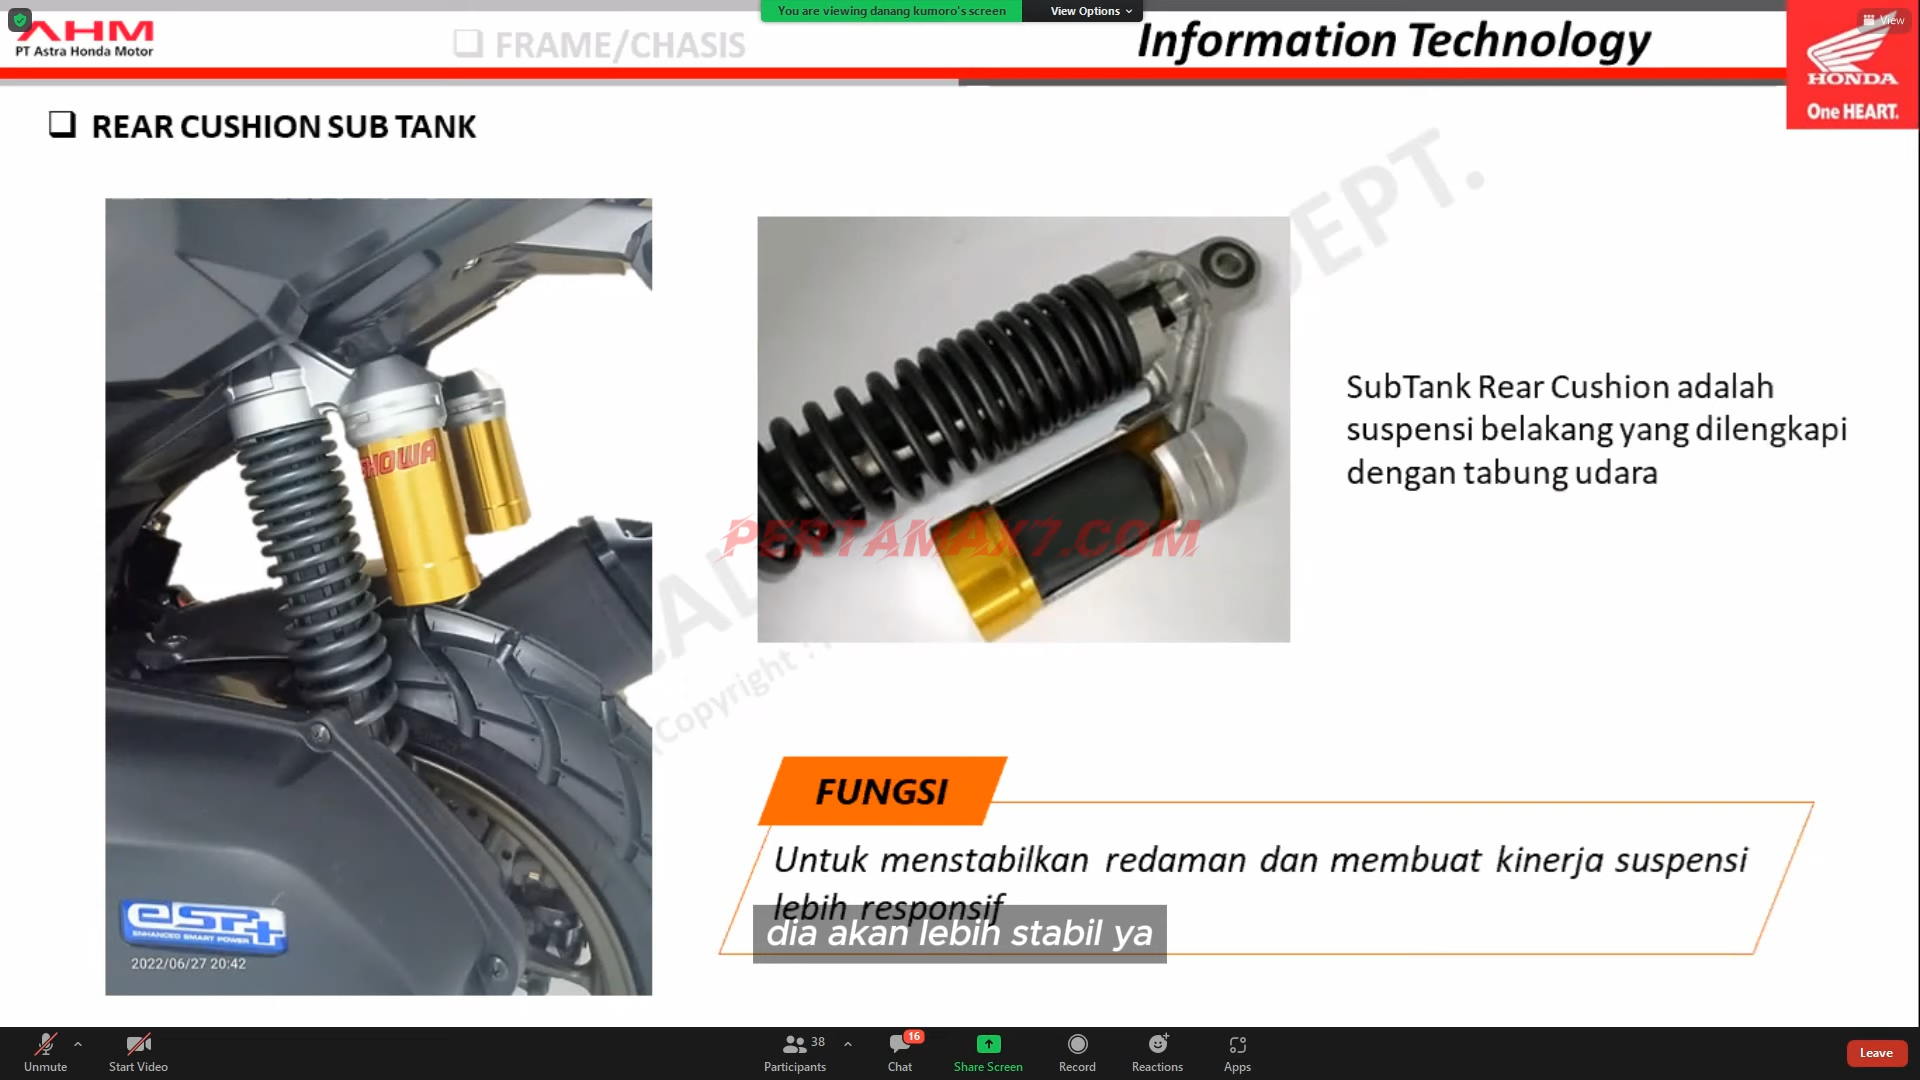 You are viewing danang kumoro's screen
View Options
View
AHM
PT Astra Honda Motor
FRAME/CHASIS
Information Technology
HONDA
One HEART.
REAR CUSHION SUB TANK
DEPT.
SHOWA
SubTank Rear Cushion adalah
suspensi belakang yang dilengkapi
dengan tabung udara
PERTAMAX7.COM
(Copyright :
FUNGSI
Untuk menstabilkan redaman dan membuat kinerja suspensi
lebih responsif
dia akan lebih stabil ya
eSP+
ENHANCED SMART POWER
2022/06/27 20:42
Unmute
Start Video
38
Participants
16
Chat
Share Screen
Record
Reactions
Apps
Leave